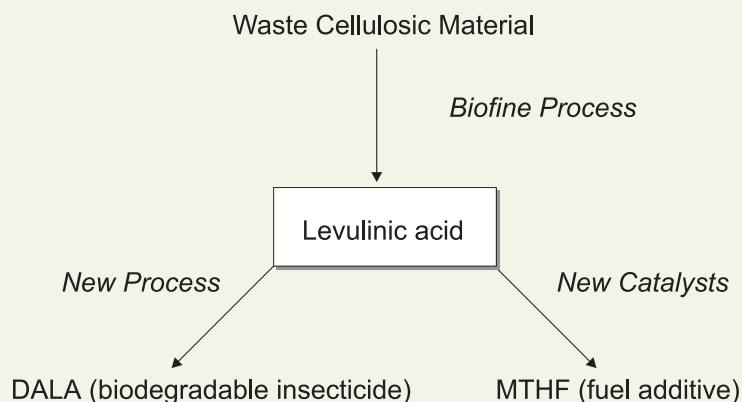 Waste Cellulosic Material
Biofine Process
Levulinic acid
New Process
New Catalysts
DALA (biodegradable insecticide)
MTHF (fuel additive)